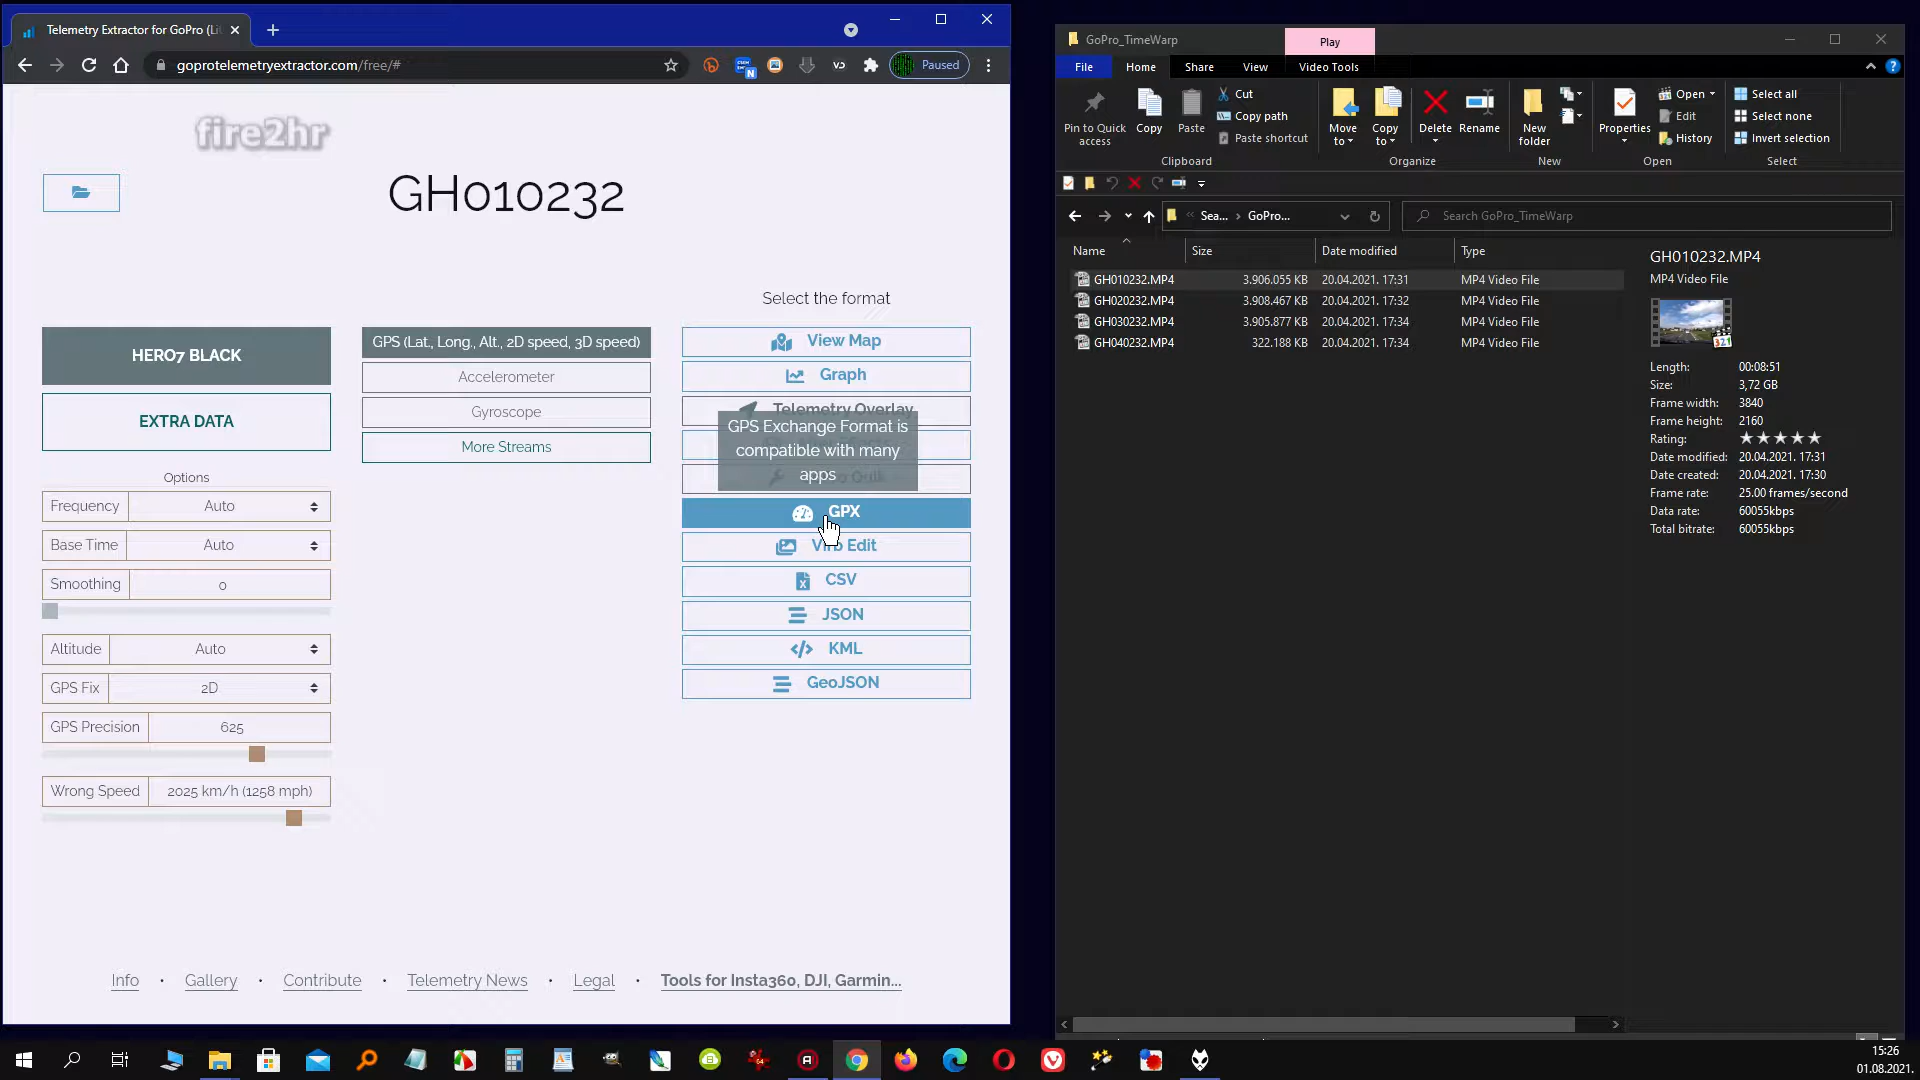 Telemetry Extractor for GoPro (Li
goprotelemetryextractor.com/free/#
Paused
fire2hr
GH010232
Select the format
HERO7 BLACK
EXTRA DATA
Options
Frequency Auto
Base Time Auto
Smoothing 0
Altitude Auto
GPS Fix 2D
GPS Precision 625
Wrong Speed 2025 km/h (1258 mph)
GPS (Lat., Long., Alt., 2D speed, 3D speed)
Accelerometer
Gyroscope
More Streams
View Map
Graph
Telemetry Overlay
GPS Exchange Format is
compatible with many
apps
GPX
Virb Edit
CSV
JSON
KML
GeoJSON
Info • Gallery • Contribute • Telemetry News • Legal • Tools for Insta360, DJI, Garmin...
GoPro_TimeWarp
Play
File Home Share View Video Tools
Pin to Quick
access
Copy
Paste
Cut
Copy path
Paste shortcut
Clipboard
Move
to
Copy
to
Delete
Rename
Organize
New
folder
New
Properties
Open
Edit
History
Open
Select all
Select none
Invert selection
Select
Sea... GoPro...
Search GoPro_TimeWarp
Name Size Date modified Type
GH010232.MP4 3.906.055 KB 20.04.2021. 17:31 MP4 Video File
GH020232.MP4 3.908.467 KB 20.04.2021. 17:32 MP4 Video File
GH030232.MP4 3.905.877 KB 20.04.2021. 17:34 MP4 Video File
GH040232.MP4 322.188 KB 20.04.2021. 17:34 MP4 Video File
GH010232.MP4
MP4 Video File
321
Length: 00:08:51
Size: 3,72 GB
Frame width: 3840
Frame height: 2160
Rating:
Date modified: 20.04.2021. 17:31
Date created: 20.04.2021. 17:30
Frame rate: 25.00 frames/second
Data rate: 60055kbps
Total bitrate: 60055kbps
15:26
01.08.2021.